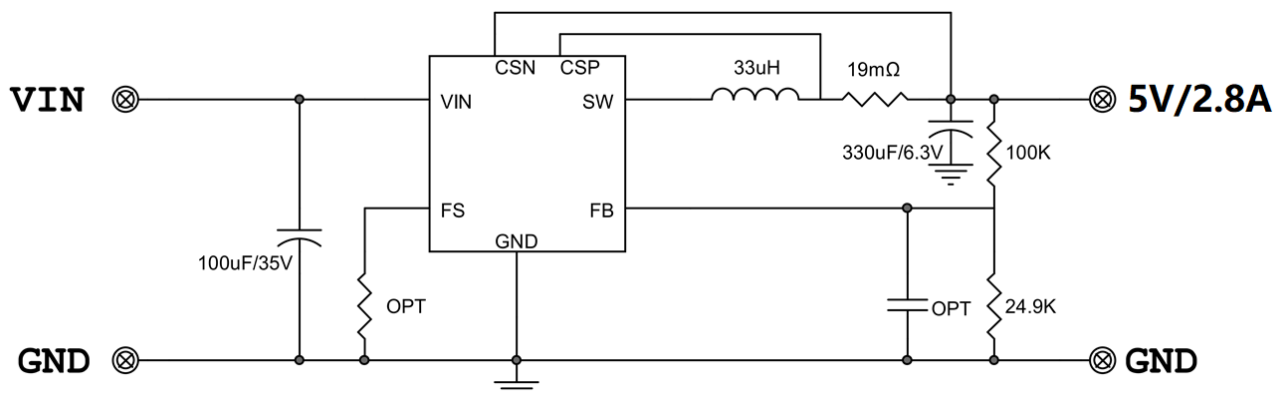 CSN CSP
33uH
19mΩ
VIN
VIN
SW
5V/2.8A
330uF/6.3V
100K
FS
FB
GND
100uF/35V
OPT
OPT
24.9K
GND
GND